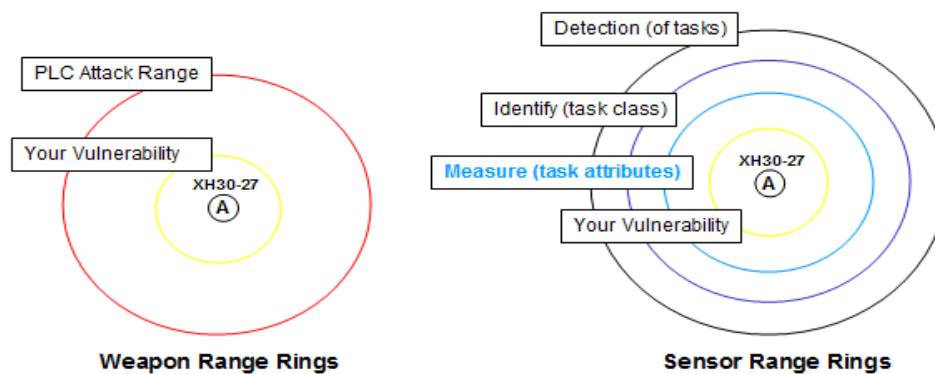 PLC Attack Range
Your Vulnerability
XH30-27
A
Weapon Range Rings
Detection (of tasks)
Identify (task class)
Measure (task attributes)
XH30-27
A
Your Vulnerability
Sensor Range Rings